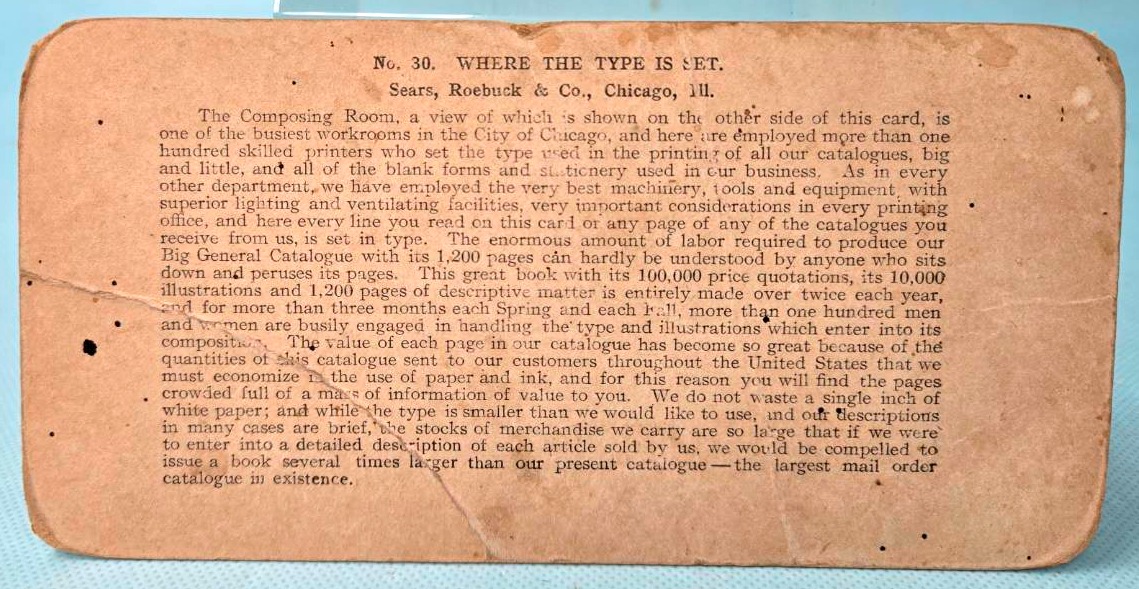 No. 30. WHERE THE TYPE IS SET.
Sears, Roebuck & Co., Chicago, Ill.
The Composing Room, a view of which is shown on the other side of this card, is
one of the busiest workrooms in the City of Chicago, and here are employed more than one
hundred skilled printers who set the type used in the printing of all our catalogues, big
and little, and all of the blank forms and stationery used in our business. As in every
other department, we have employed the very best machinery, tools and equipment, with
superior lighting and ventilating facilities, very important considerations in every printing
office, and here every line you read on this card or any page of any of the catalogues you
receive from us, is set in type. The enormous amount of labor required to produce our
Big General Catalogue with its 1,200 pages can hardly be understood by anyone who sits
down and peruses its pages. This great book with its 100,000 price quotations, its 10,000
illustrations and 1,200 pages of descriptive matter is entirely made over twice each year,
and for more than three months each Spring and each Fall, more than one hundred men
and women are busily engaged in handling the type and illustrations which enter into its
composition. The value of each page in our catalogue has become so great because of the
quantities of this catalogue sent to our customers throughout the United States that we
must economize in the use of paper and ink, and for this reason you will find the pages
crowded full of a mass of information of value to you. We do not waste a single inch of
white paper; and while the type is smaller than we would like to use, and our descriptions
in many cases are brief, the stocks of merchandise we carry are so large that if we were
to enter into a detailed description of each article sold by us, we would be compelled to
issue a book several times larger than our present catalogue—the largest mail order
catalogue in existence.